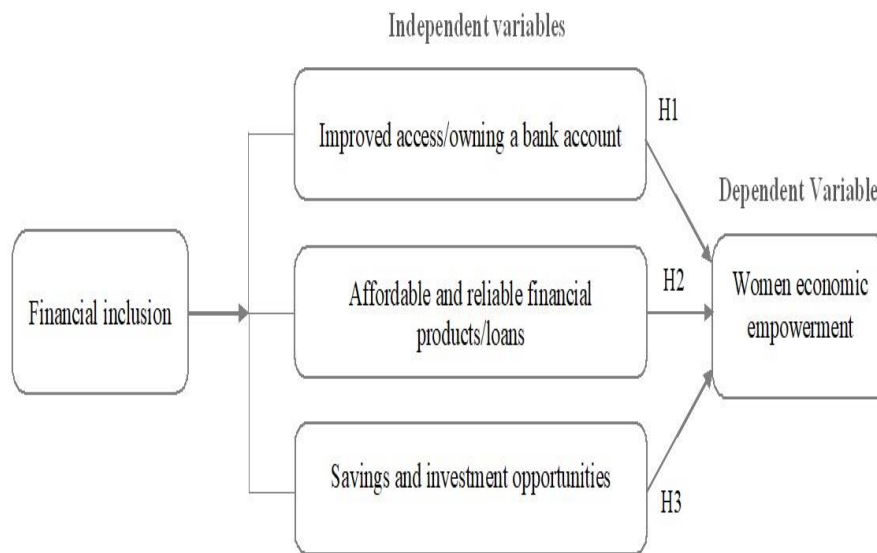 Independent variables
Improved access/owning a bank account
H1
Dependent Variable
Financial inclusion
Affordable and reliable financial
products/loans
H2
Women economic
empowerment
Savings and investment opportunities
H3